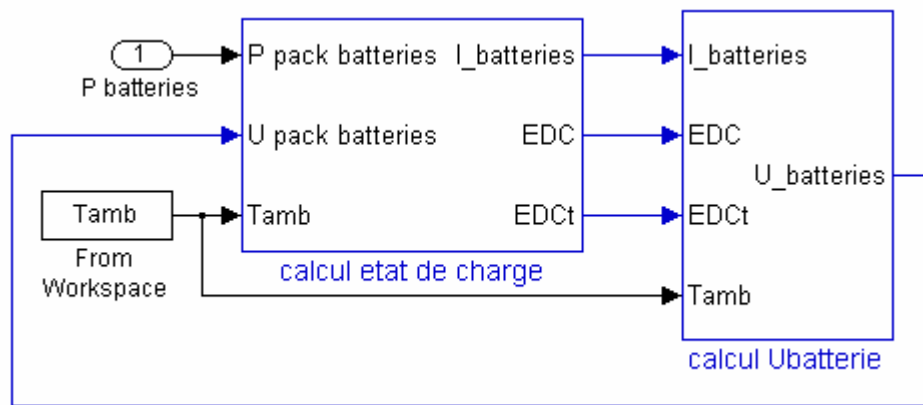 1
P batteries
P pack batteries
I_batteries
U pack batteries
EDC
Tamb
EDCt
calcul etat de charge
Tamb
From
Workspace
I_batteries
EDC
U_batteries
EDCt
Tamb
calcul Ubatterie